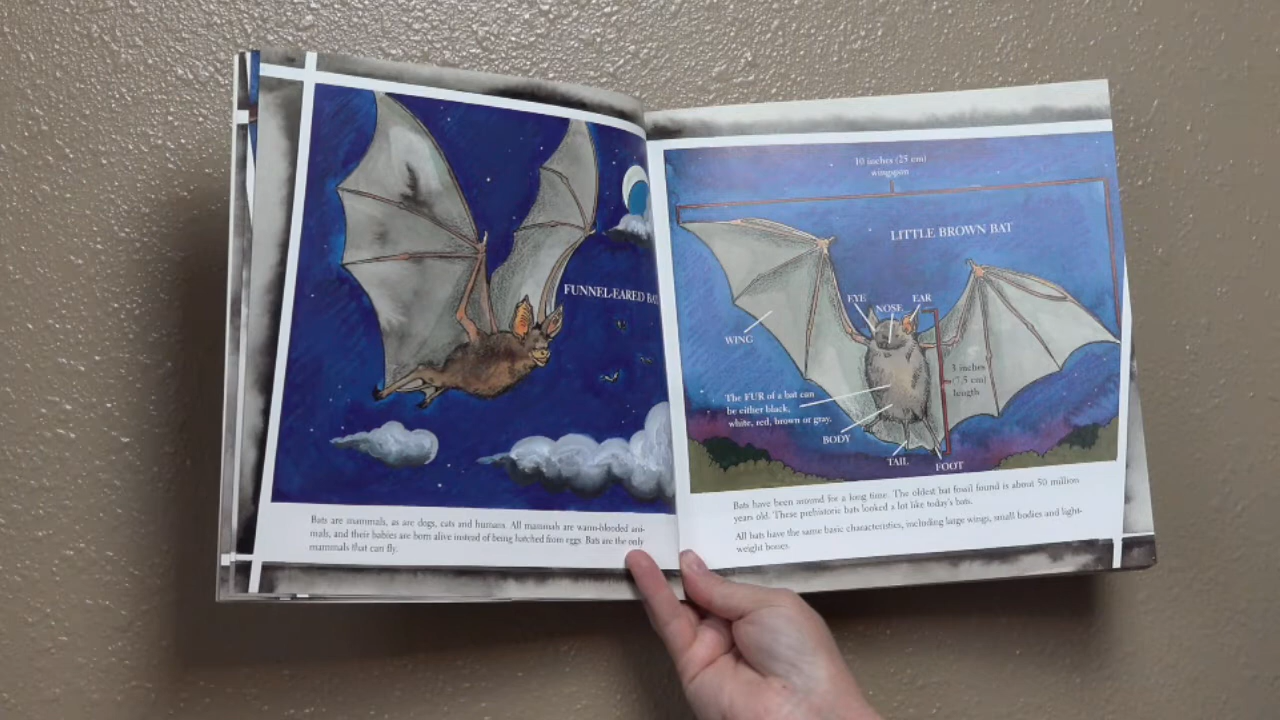 FUNNEL-EARED BA
Bats are mammals, as are dogs, cats and humans. All mammals are warm-blooded ani-
mals, and their babies are born alive instead of being hatched from eggs. Bats are the only
mammals that can fly.
10 inches (25 cm)
wingspan
LITTLE BROWN BAT
EYE
NOSE
EAR
WING
3 inches
(7.5 cm)
length
The FUR of a bat can
be either black,
white, red, brown or gray.
BODY
TAIL
FOOT
Bats have been around for a long time. The oldest bat fossil found is about 50 million
years old. These prehistoric bats looked a lot like today's bats.
All bats have the same basic characteristics, including large wings, small bodies and light-
weight bones.